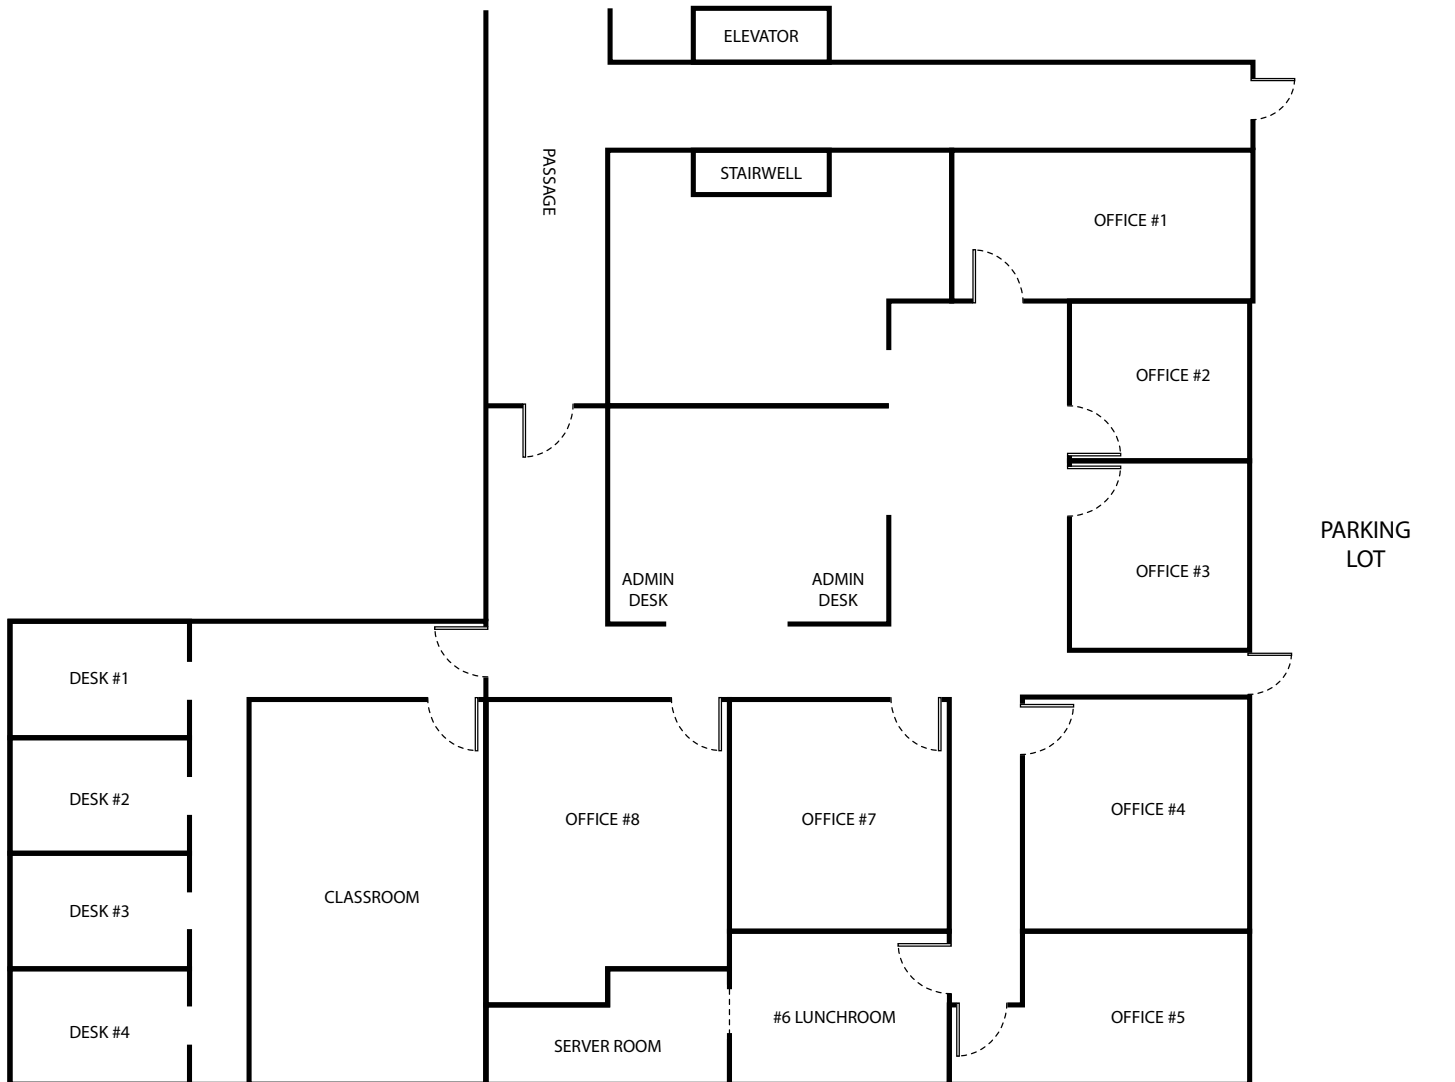 ELEVATOR
PASSAGE
STAIRWELL
OFFICE #1
OFFICE #2
PARKING
LOT
OFFICE #3
ADMIN
DESK
ADMIN
DESK
DESK #1
DESK #2
OFFICE #8
OFFICE #7
OFFICE #4
CLASSROOM
DESK #3
DESK #4
SERVER ROOM
#6 LUNCHROOM
OFFICE #5